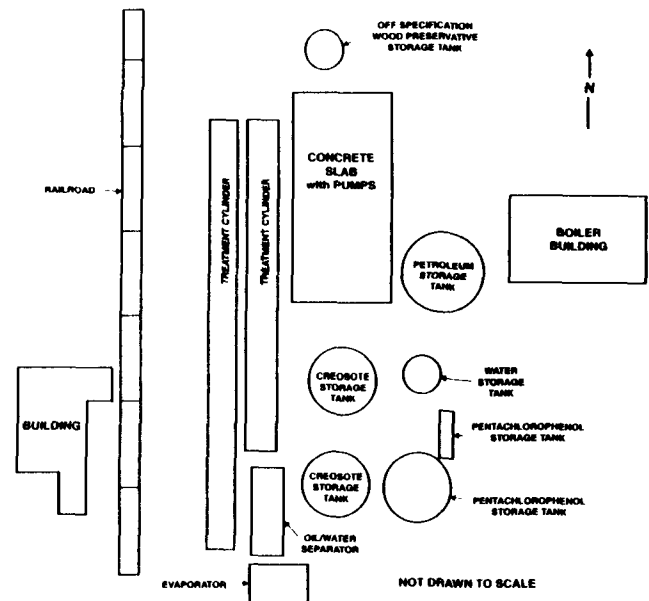 OFF SPECIFICATION
WOOD PRESERVATIVE
STORAGE TANK
N
CONCRETE
SLAB
with PUMPS
RAILROAD
TREATMENT CYLINDER
TREATMENT CYLINDER
BOILER
BUILDING
PETROLEUM
STORAGE
TANK
CREOSOTE
STORAGE
TANK
WATER
STORAGE
TANK
BUILDING
PENTACHLOROPHENOL
STORAGE TANK
CREOSOTE
STORAGE
TANK
PENTACHLOROPHENOL
STORAGE TANK
OIL/WATER
SEPARATOR
EVAPORATOR
NOT DRAWN TO SCALE